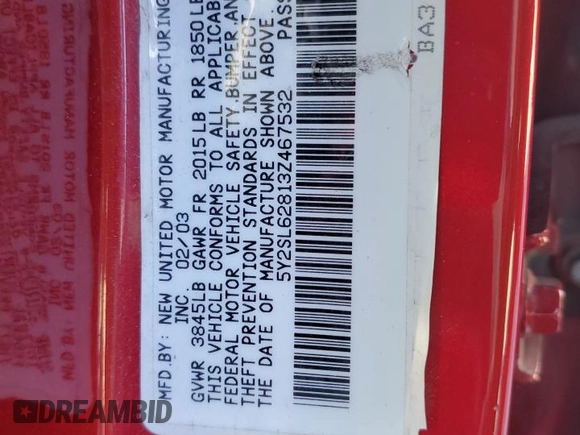 MFD.BY: NEW UNITED MOTOR MANUFACTURING
INC. 02/03
GVWR 3845LB GAWR FR 2015LB RR 1850LB
THIS VEHICLE CONFORMS TO ALL APPLICABL
FEDERAL MOTOR VEHICLE SAFETY, BUMPER, AN
THEFT PREVENTION STANDARDS IN EFFECT
THE DATE OF MANUFACTURE SHOWN ABOVE.
5Y2SL62813Z467532 PASS
BA3
DREAMBID